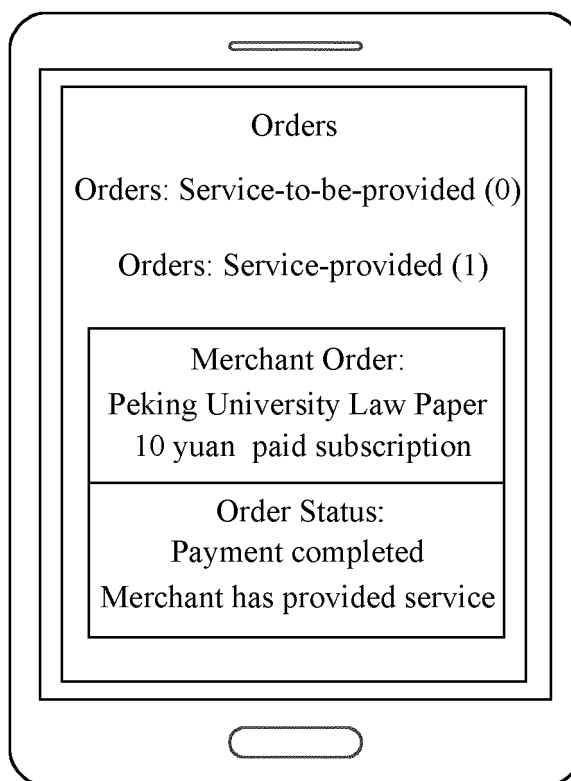 Orders
Orders: Service-to-be-provided (0)
Orders: Service-provided (1)
Merchant Order:
Peking University Law Paper
10 yuan paid subscription
Order Status:
Payment completed
Merchant has provided service